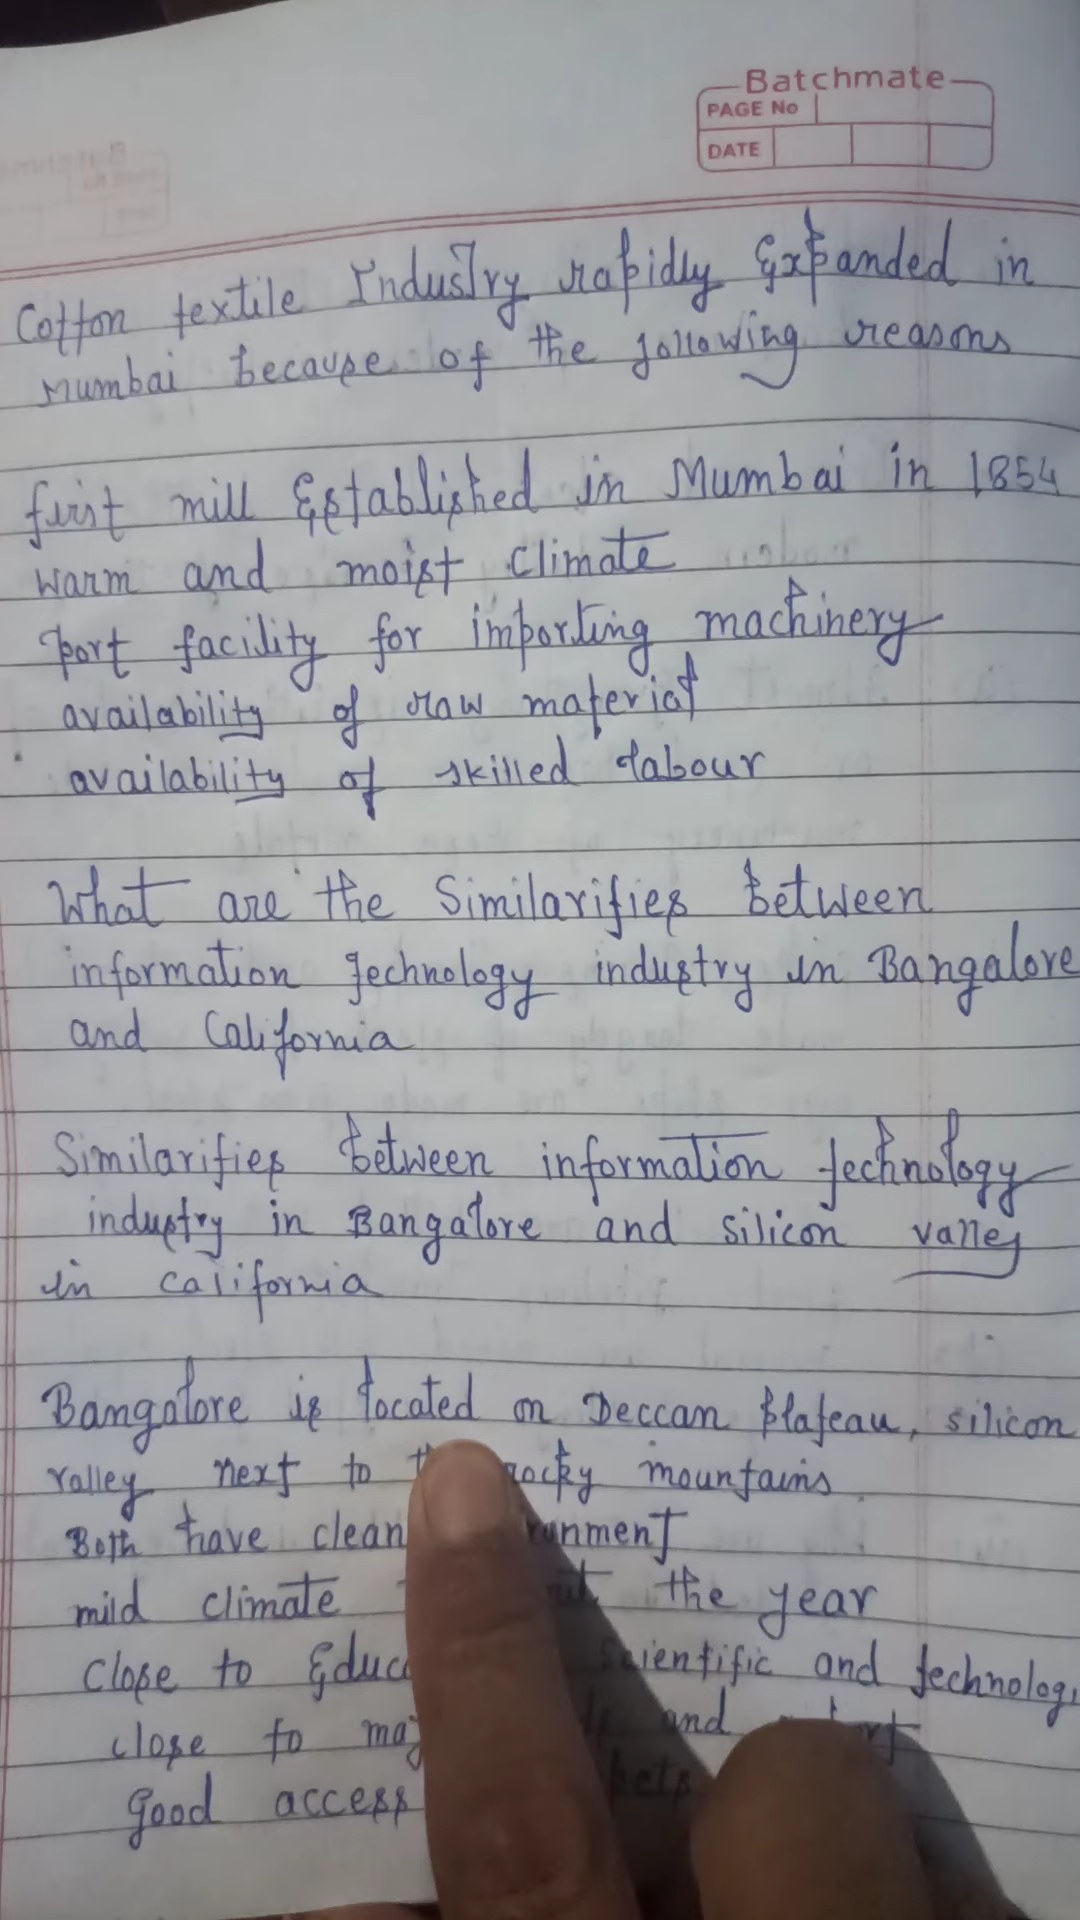 Batchmate
PAGE No
DATE
Cotton textile Industry rapidly Expanded in
Mumbai because of the following reasons
first mill Established in Mumbai in 1854
warm and moist climate
port facility for importing machinery
availability of raw material
availability of skilled labour
What are the Similarities between
information technology industry in Bangalore
and California
Similarities between information technology
industry in Bangalore and silicon valley
in california
Bangalore is located on Deccan plateau, silicon
valley next to the rocky mountains
Both have clean
mild climate the year
close to scientific and technolog
close to and
Good access